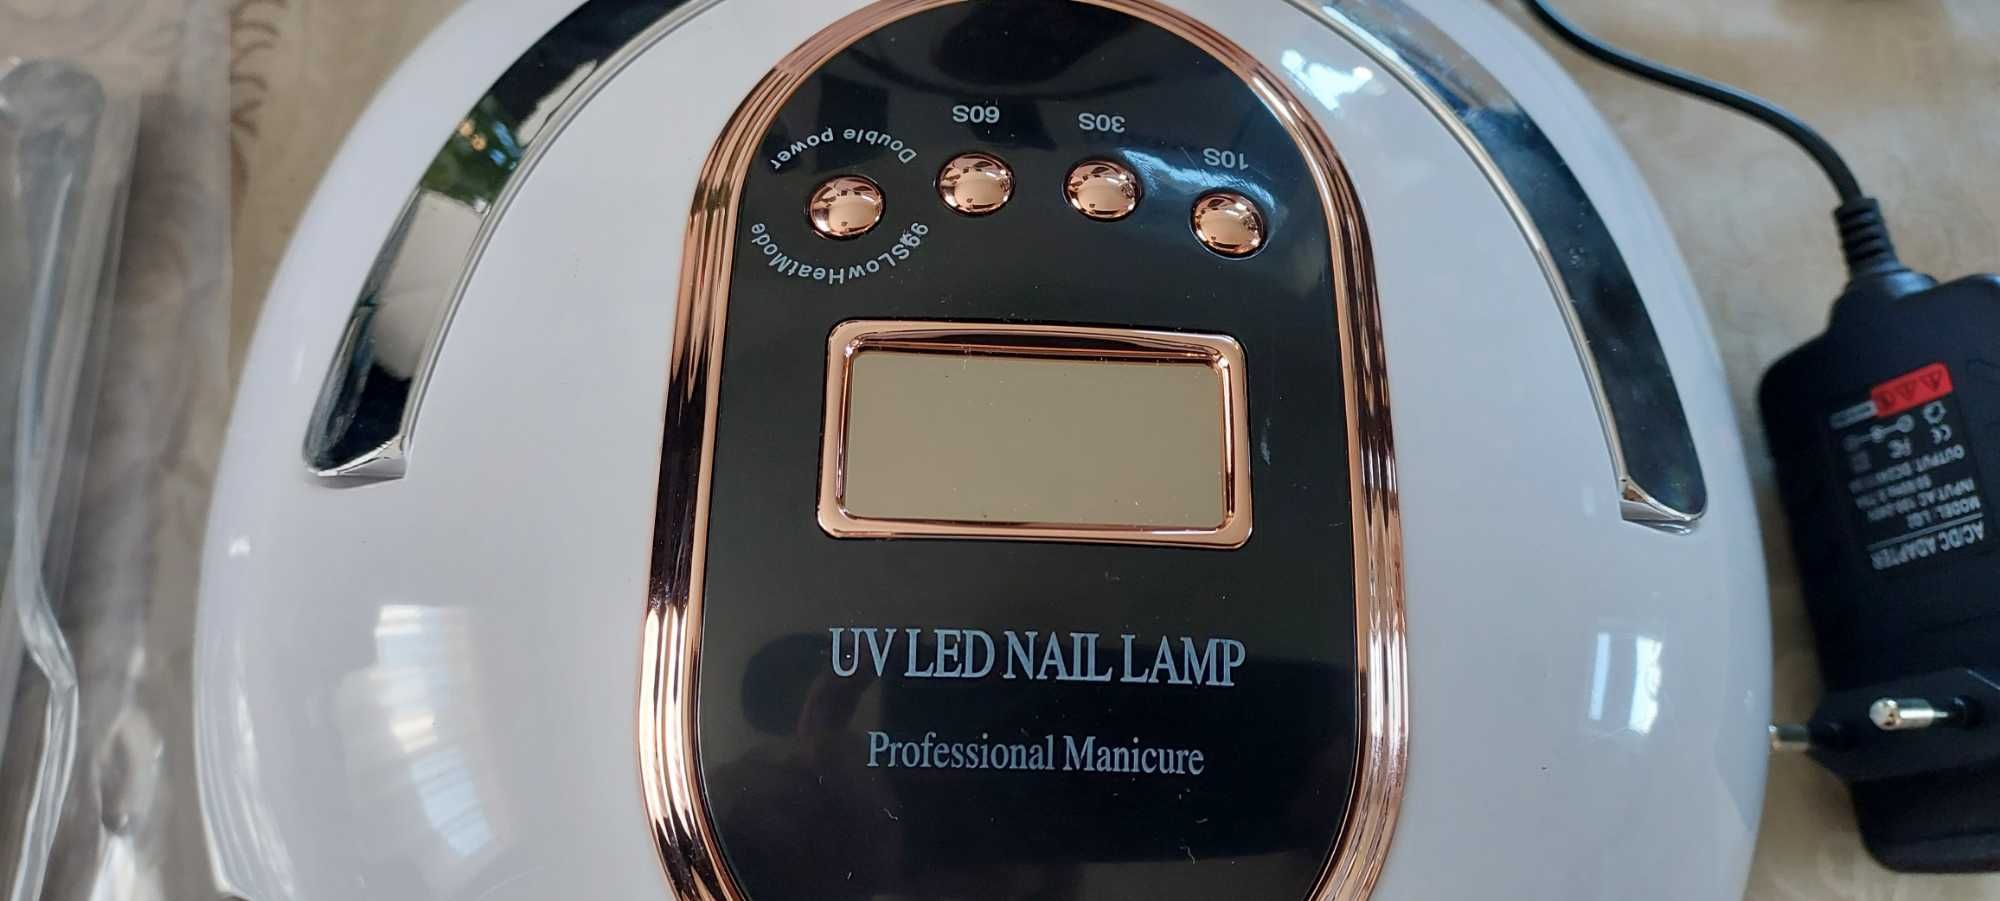 Double power
60S
30S
10S
99SLowHeatMode
UV LED NAIL LAMP
Professional Manicure
AC/DC ADAPTER